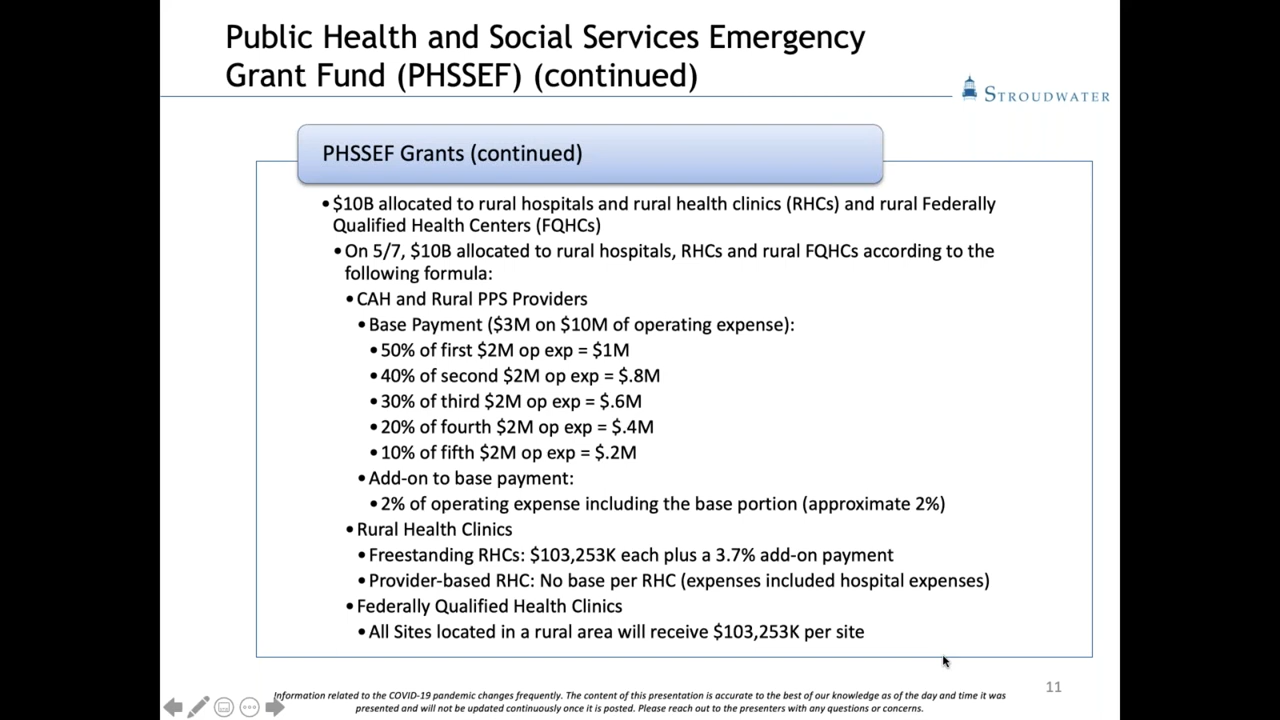 Public Health and Social Services Emergency
Grant Fund (PHSSEF) (continued)
STROUDWATER
PHSSEF Grants (continued)
•$10B allocated to rural hospitals and rural health clinics (RHCs) and rural Federally
Qualified Health Centers (FQHCs)
•On 5/7, $10B allocated to rural hospitals, RHCs and rural FQHCs according to the
following formula:
•CAH and Rural PPS Providers
•Base Payment ($3M on $10M of operating expense):
•50% of first $2M op exp = $1M
•40% of second $2M op exp = $.8M
•30% of third $2M op exp = $.6M
•20% of fourth $2M op exp = $.4M
•10% of fifth $2M op exp = $.2M
•Add-on to base payment:
•2% of operating expense including the base portion (approximate 2%)
•Rural Health Clinics
•Freestanding RHCs: $103,253K each plus a 3.7% add-on payment
•Provider-based RHC: No base per RHC (expenses included hospital expenses)
•Federally Qualified Health Clinics
•All Sites located in a rural area will receive $103,253K per site
11
Information related to the COVID-19 pandemic changes frequently. The content of this presentation is accurate to the best of our knowledge as of the day and time it was
presented and will not be updated continuously once it is posted. Please reach out to the presenters with any questions or concerns.